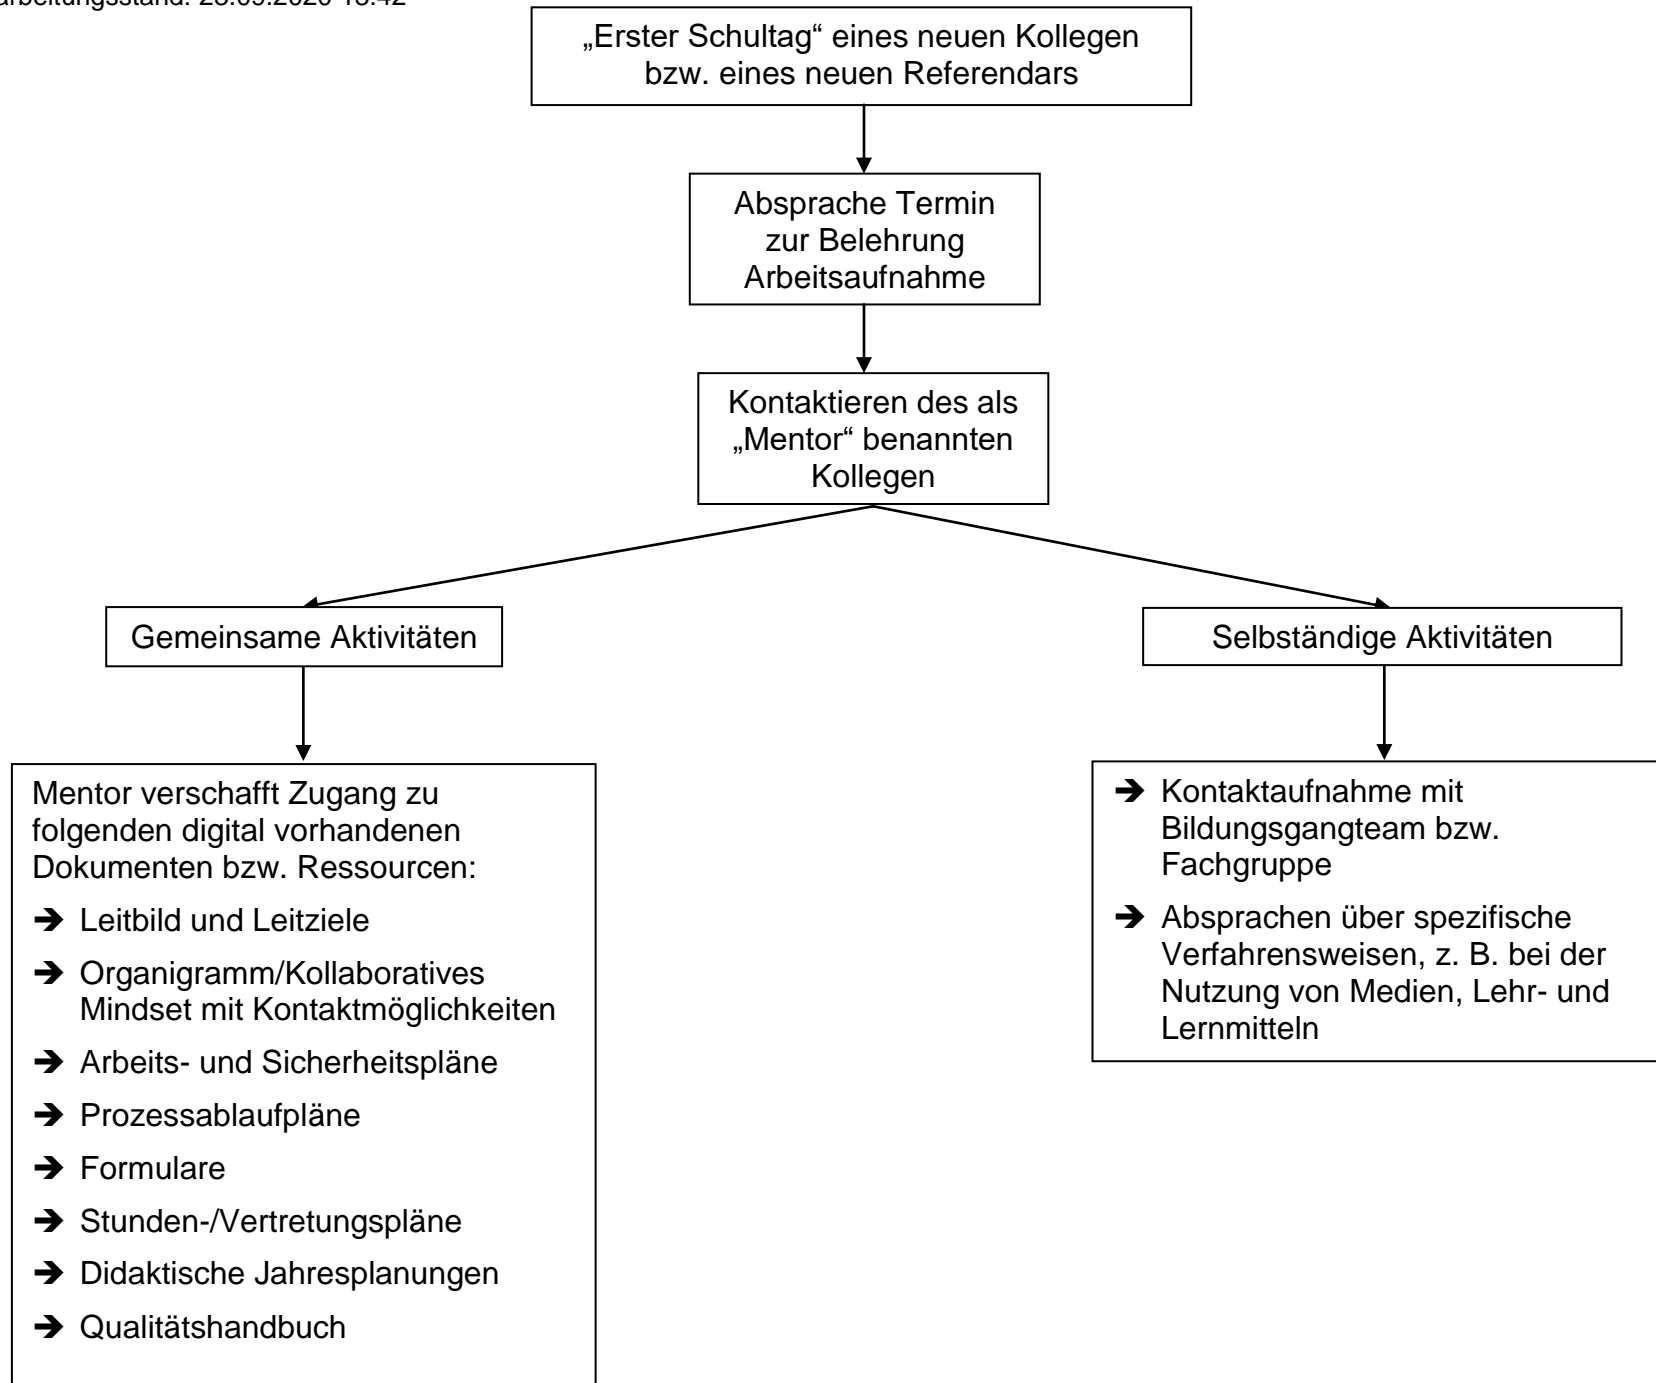 „Erster Schultag“ eines neuen Kollegen
bzw. eines neuen Referendars
Absprache Termin
zur Belehrung
Arbeitsaufnahme
Kontaktieren des als
„Mentor“ benannten
Kollegen
Gemeinsame Aktivitäten
Selbständige Aktivitäten
Mentor verschafft Zugang zu
folgenden digital vorhandenen
Dokumenten bzw. Ressourcen:
➔ Leitbild und Leitziele
➔ Organigramm/Kollaboratives
Mindset mit Kontaktmöglichkeiten
➔ Arbeits- und Sicherheitspläne
➔ Prozessablaufpläne
➔ Formulare
➔ Stunden-/Vertretungspläne
➔ Didaktische Jahresplanungen
➔ Qualitätshandbuch
➔ Kontaktaufnahme mit
Bildungsgangteam bzw.
Fachgruppe
➔ Absprachen über spezifische
Verfahrensweisen, z. B. bei der
Nutzung von Medien, Lehr- und
Lernmitteln